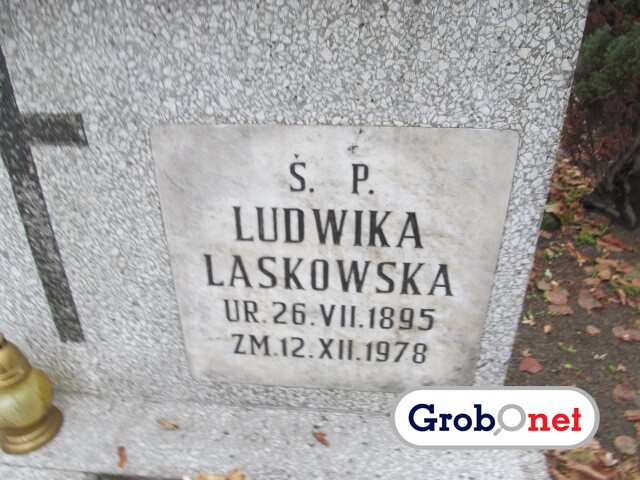 Ś. P.
LUDWIKA
LASKOWSKA
UR. 26. VII. 1895
ZM. 12. XII. 1978
GrobOnet